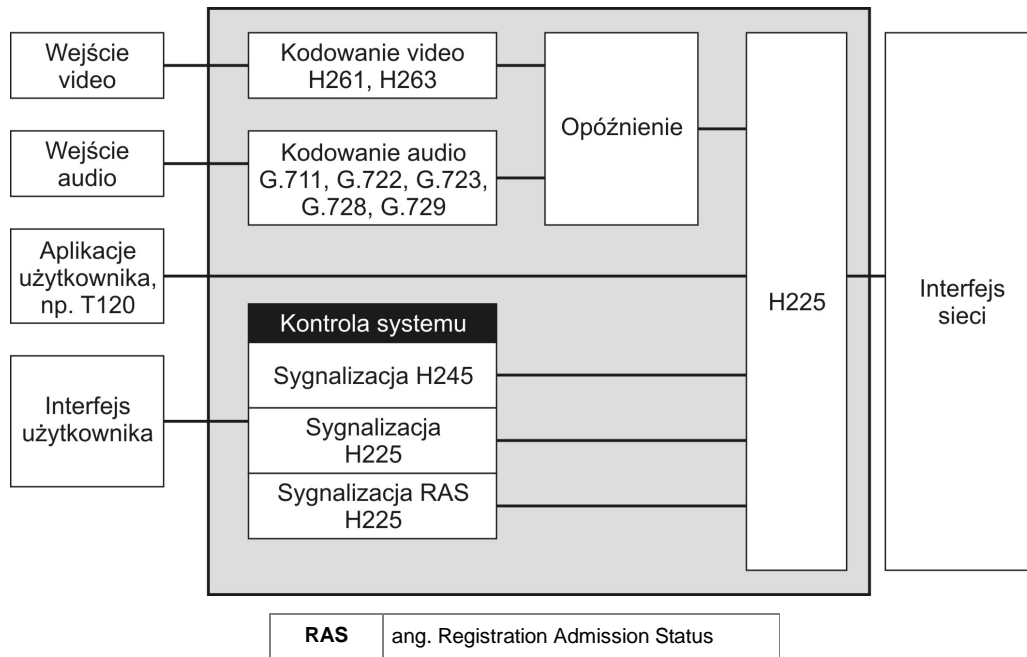 Wejście
video
Kodowanie video
H261, H263
Opóźnienie
Wejście
audio
Kodowanie audio
G.711, G.722, G.723,
G.728, G.729
Aplikacje
użytkownika,
np. T120
H225
Interfejs
sieci
Kontrola systemu
Sygnalizacja H245
Interfejs
użytkownika
Sygnalizacja
H225
Sygnalizacja RAS
H225
RAS ang. Registration Admission Status